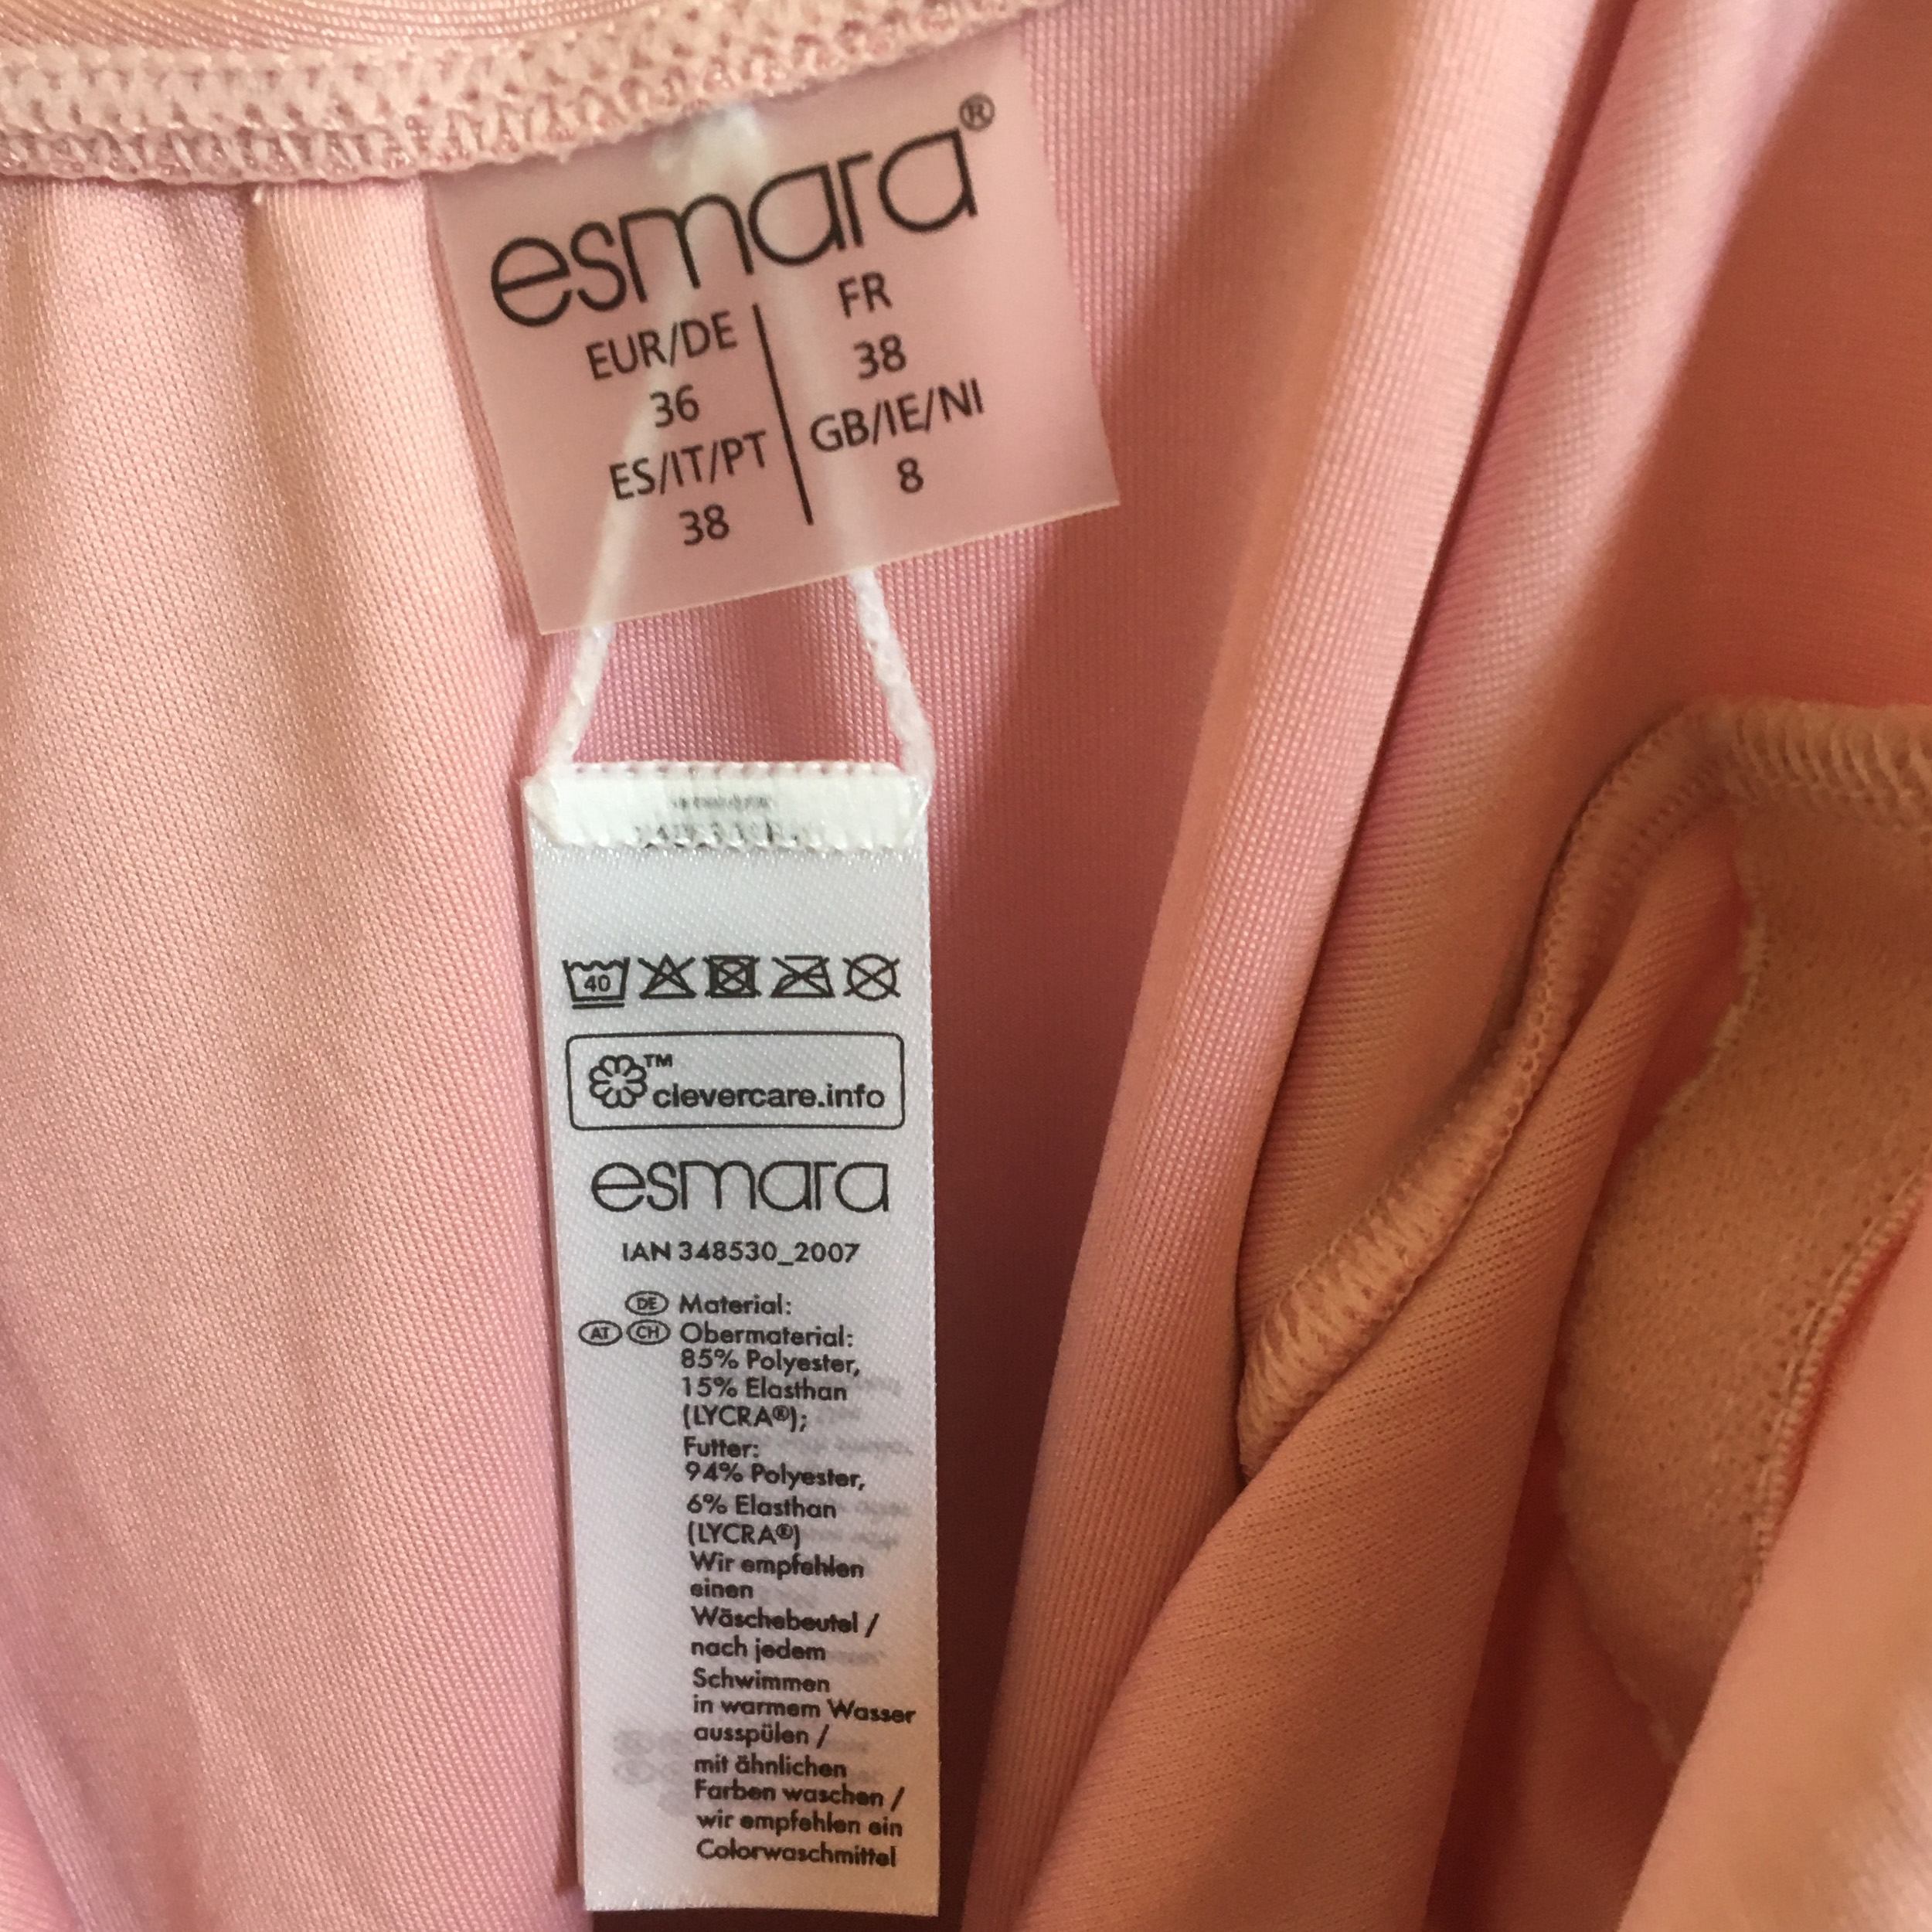 esmara®
EUR/DE
36
ES/IT/PT
38
FR
38
GB/IE/NI
8
40
™
clevercare.info
esmara
IAN 348530_2007
DE Material:
AT CH Obermaterial:
85% Polyester,
15% Elasthan
(LYCRA®);
Futter:
94% Polyester,
6% Elasthan
(LYCRA®)
Wir empfehlen
einen
Wäschebeutel /
nach jedem
Schwimmen
in warmem Wasser
ausspülen /
mit ähnlichen
Farben waschen /
wir empfehlen ein
Colorwaschmittel